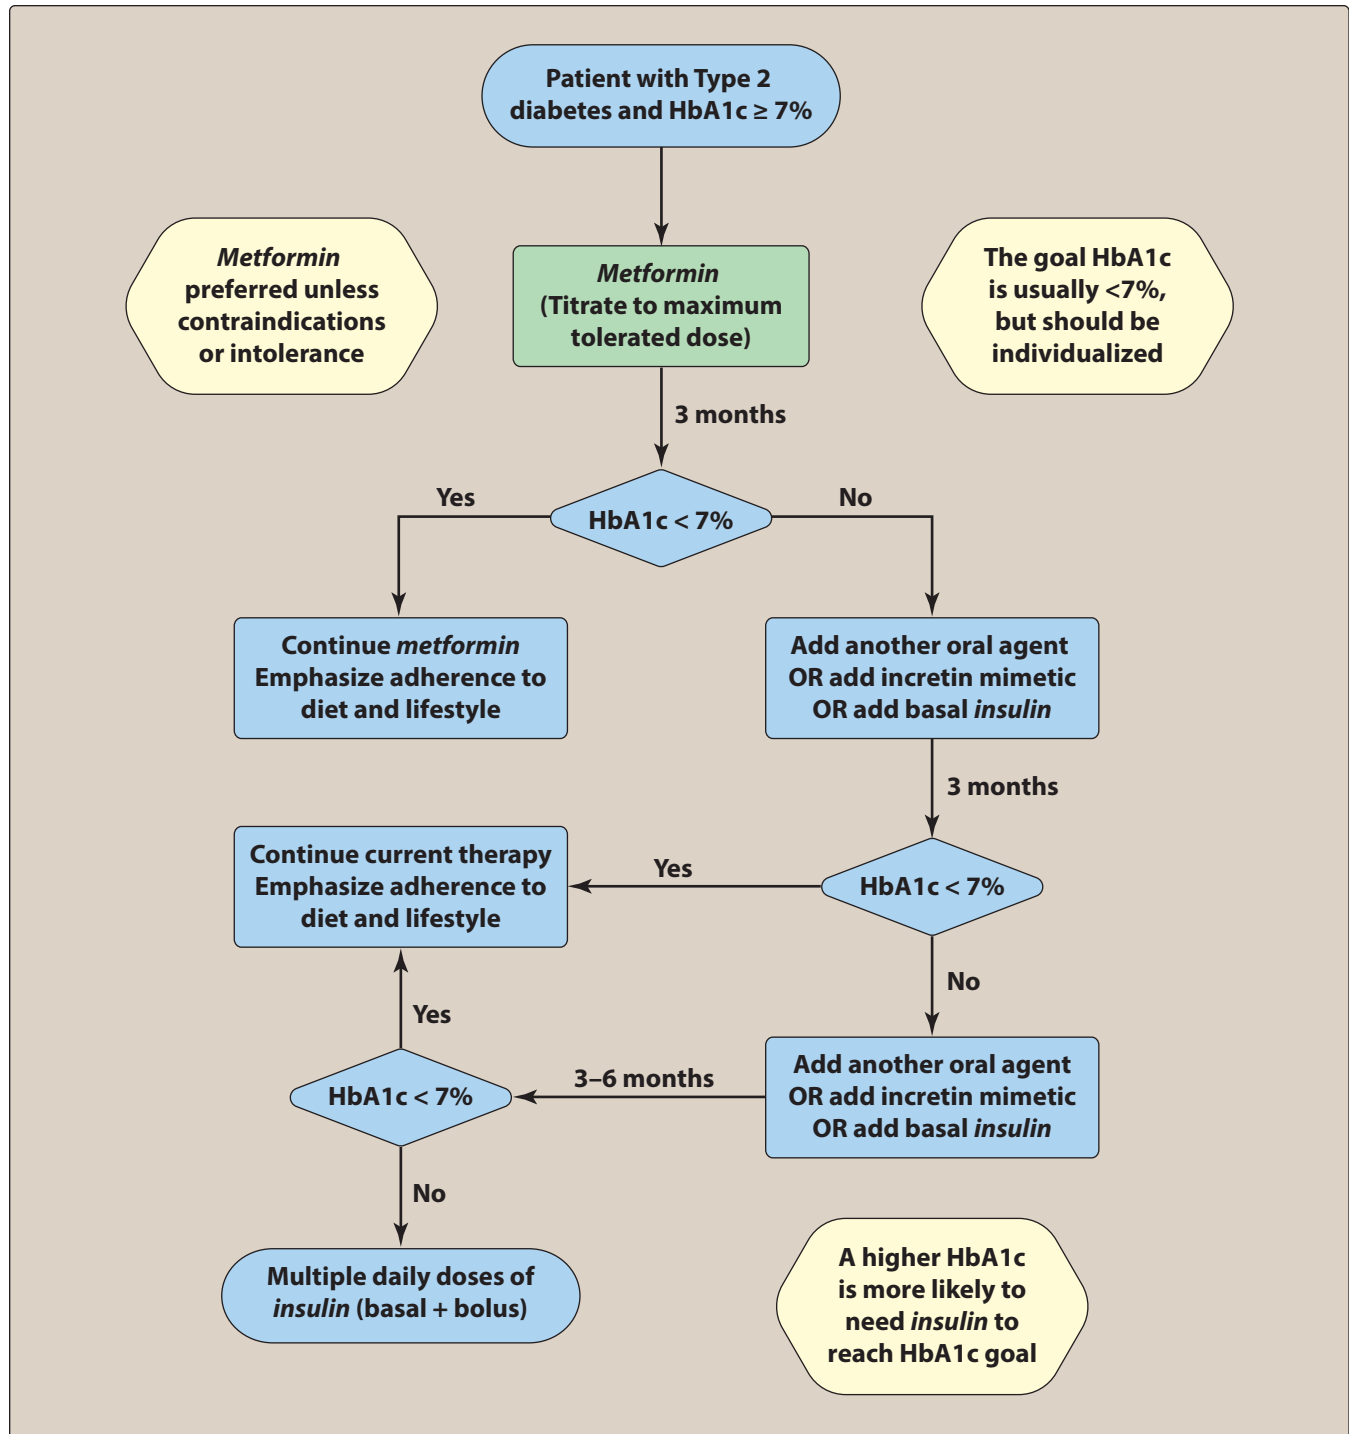 Patient with Type 2
diabetes and HbA1c ≥ 7%
Metformin
preferred unless
contraindications
or intolerance
Metformin
(Titrate to maximum
tolerated dose)
The goal HbA1c
is usually <7%,
but should be
individualized
3 months
HbA1c < 7%
Yes
No
Continue metformin
Emphasize adherence to
diet and lifestyle
Add another oral agent
OR add incretin mimetic
OR add basal insulin
3 months
Continue current therapy
Emphasize adherence to
diet and lifestyle
Yes
HbA1c < 7%
No
Yes
Add another oral agent
OR add incretin mimetic
OR add basal insulin
3–6 months
HbA1c < 7%
No
Multiple daily doses of
insulin (basal + bolus)
A higher HbA1c
is more likely to
need insulin to
reach HbA1c goal